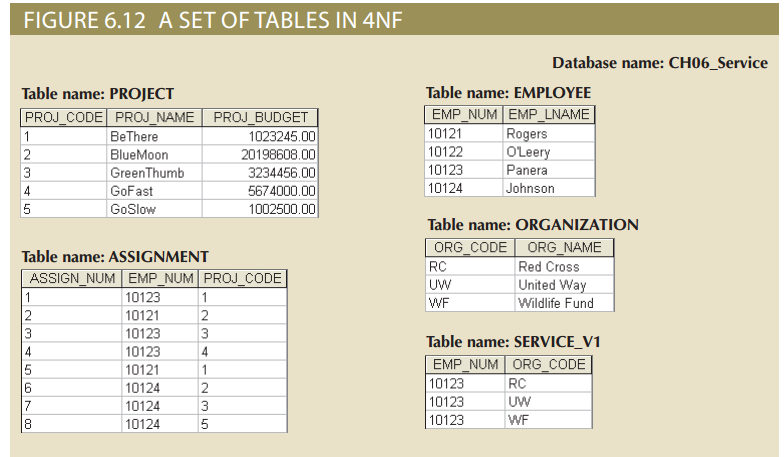 FIGURE 6.12 A SET OF TABLES IN 4NF
Database name: CH06_Service
Table name: PROJECT
PROJ_CODE PROJ_NAME PROJ_BUDGET
1 BeThere 1023245.00
2 BlueMoon 20198608.00
3 GreenThumb 3234456.00
4 GoFast 5674000.00
5 GoSlow 1002500.00
Table name: EMPLOYEE
EMP_NUM EMP_LNAME
10121 Rogers
10122 O'Leery
10123 Panera
10124 Johnson
Table name: ASSIGNMENT
ASSIGN_NUM EMP_NUM PROJ_CODE
1 10123 1
2 10121 2
3 10123 3
4 10123 4
5 10121 1
6 10124 2
7 10124 3
8 10124 5
Table name: ORGANIZATION
ORG_CODE ORG_NAME
RC Red Cross
UW United Way
WF Wildlife Fund
Table name: SERVICE_V1
EMP_NUM ORG_CODE
10123 RC
10123 UW
10123 WF